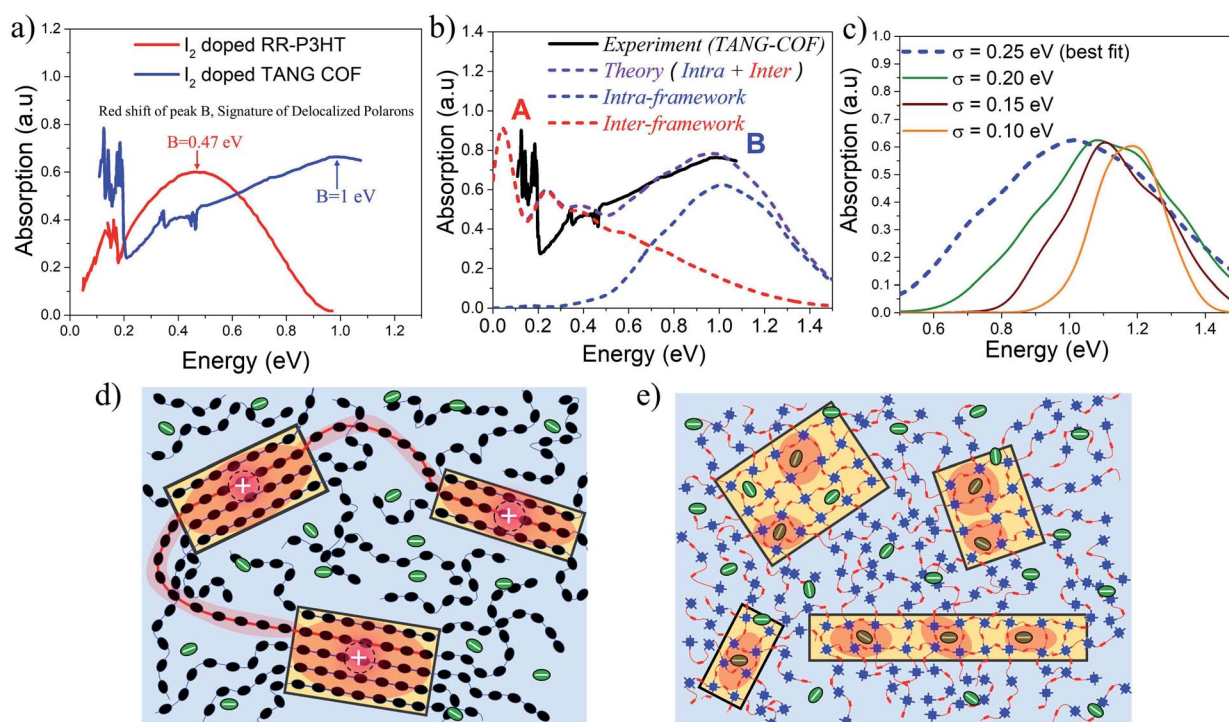 a)
I₂ doped RR-P3HT
I₂ doped TANG COF
Red shift of peak B, Signature of Delocalized Polarons
B=0.47 eV
B=1 eV
Absorption (a.u)
1.2
1.0
0.8
0.6
0.4
0.2
0.0
0.0 0.2 0.4 0.6 0.8 1.0 1.2
Energy (eV)
b)
Experiment (TANG-COF)
Theory ( Intra + Inter )
Intra-framework
Inter-framework
A
B
Absorption (a.u)
1.4
1.2
1.0
0.8
0.6
0.4
0.2
0.0
0.0 0.2 0.4 0.6 0.8 1.0 1.2 1.4
Energy (eV)
c)
σ = 0.25 eV (best fit)
σ = 0.20 eV
σ = 0.15 eV
σ = 0.10 eV
Absorption (a.u)
1.0
0.9
0.8
0.7
0.6
0.5
0.4
0.3
0.2
0.1
0.0
0.6 0.8 1.0 1.2 1.4
Energy (eV)
d)
+
+
+
e)